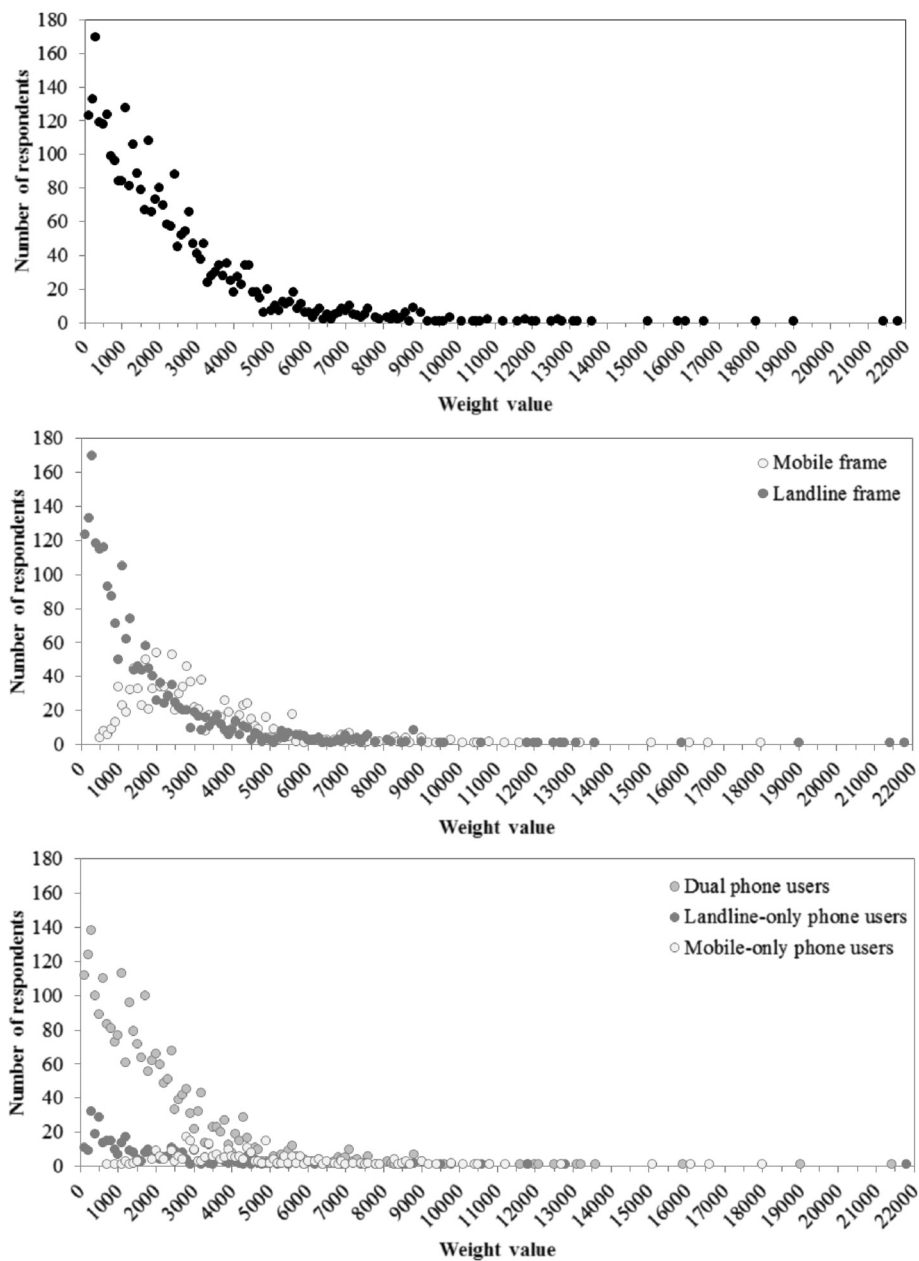 180
160
140
120
100
80
60
40
20
0
Number of respondents
0 1000 2000 3000 4000 5000 6000 7000 8000 9000 10000 11000 12000 13000 14000 15000 16000 17000 18000 19000 20000 21000 22000
Weight value
180
160
140
120
100
80
60
40
20
0
Number of respondents
Mobile frame
Landline frame
0 1000 2000 3000 4000 5000 6000 7000 8000 9000 10000 11000 12000 13000 14000 15000 16000 17000 18000 19000 20000 21000 22000
Weight value
180
160
140
120
100
80
60
40
20
0
Number of respondents
Dual phone users
Landline-only phone users
Mobile-only phone users
0 1000 2000 3000 4000 5000 6000 7000 8000 9000 10000 11000 12000 13000 14000 15000 16000 17000 18000 19000 20000 21000 22000
Weight value